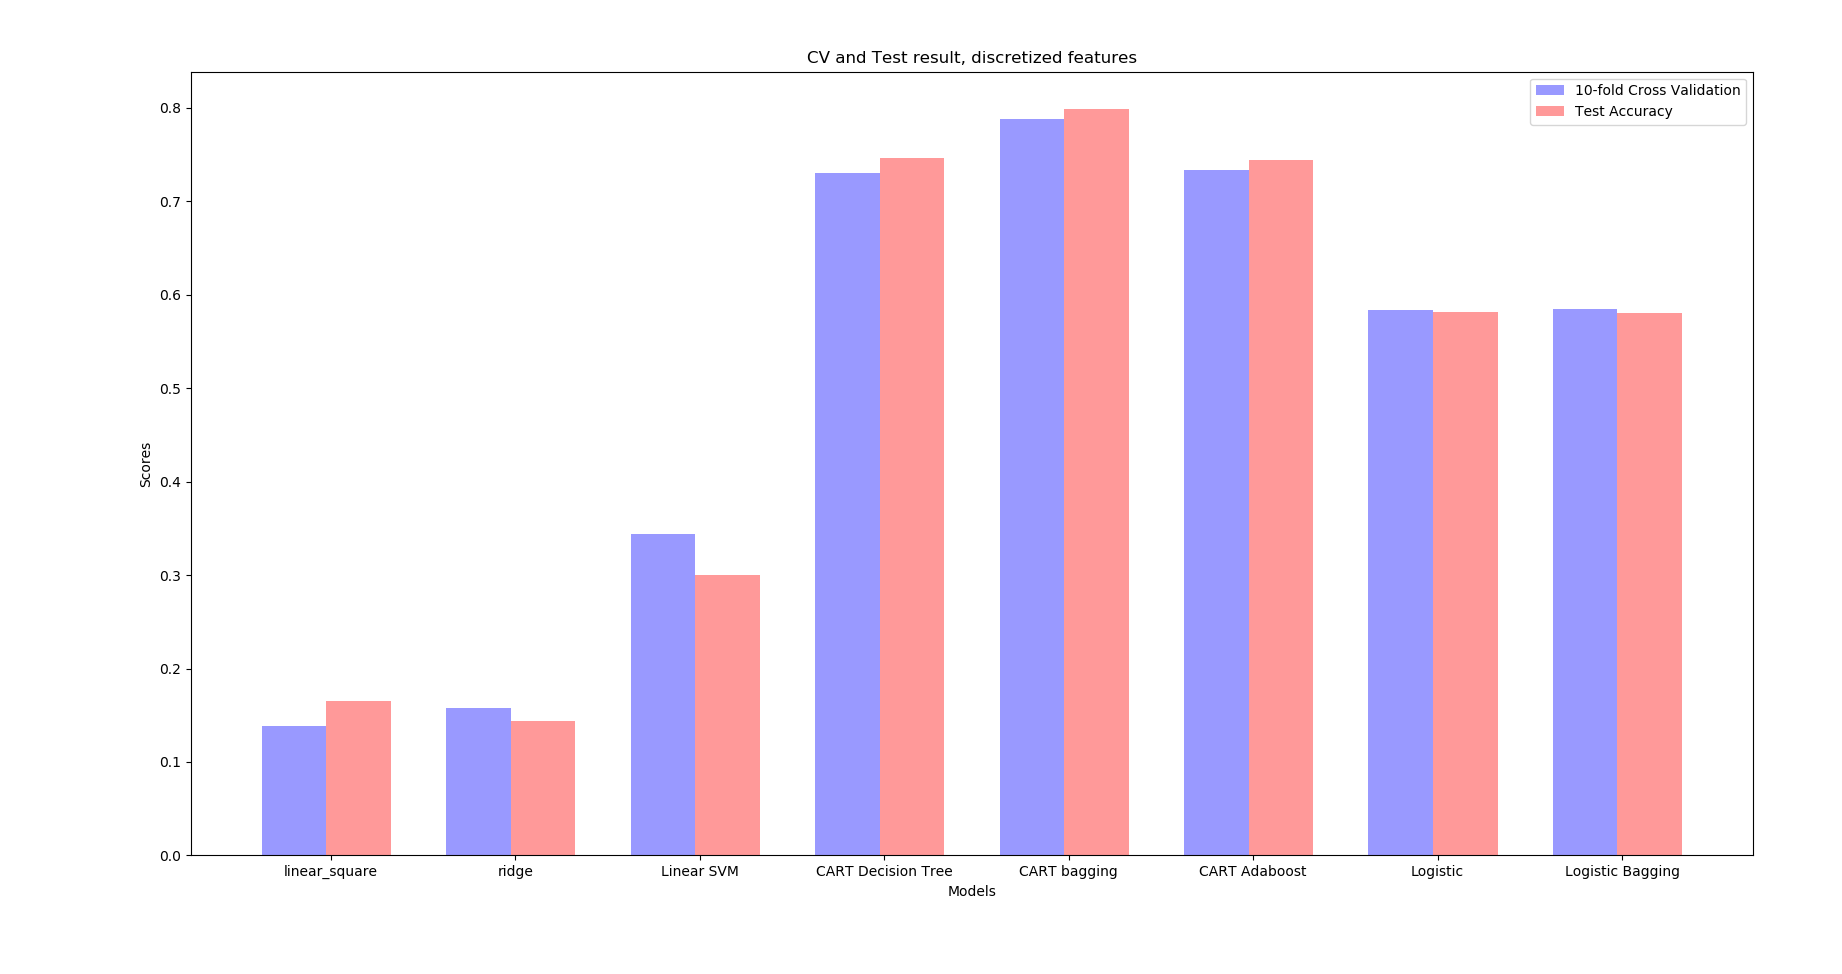 CV and Test result, discretized features
10-fold Cross Validation
Test Accuracy
0.8
0.7
0.6
0.5
0.4
0.3
0.2
0.1
0.0
Scores
linear_square ridge Linear SVM CART Decision Tree CART bagging CART Adaboost Logistic Logistic Bagging
Models